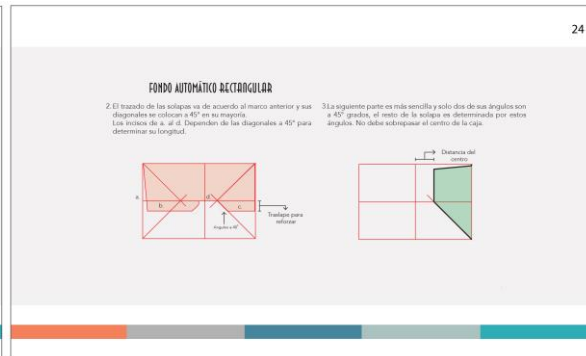 24
FONDO AUTOMÁTICO RECTANGULAR
2. El trazado de las solapas va de acuerdo al marco anterior y sus
diagonales se colocan a 45° en su mayoría.
Los incisos de a. al d. Dependen de las diagonales a 45° para
determinar su longitud.
3.La siguiente parte es más sencilla y solo dos de sus ángulos son
a 45° grados, el resto de la solapa es determinada por estos
ángulos. No debe sobrepasar el centro de la caja.
a
b
d
c
Ángulo a 45°
Traslape para
reforzar
Distancia del
centro